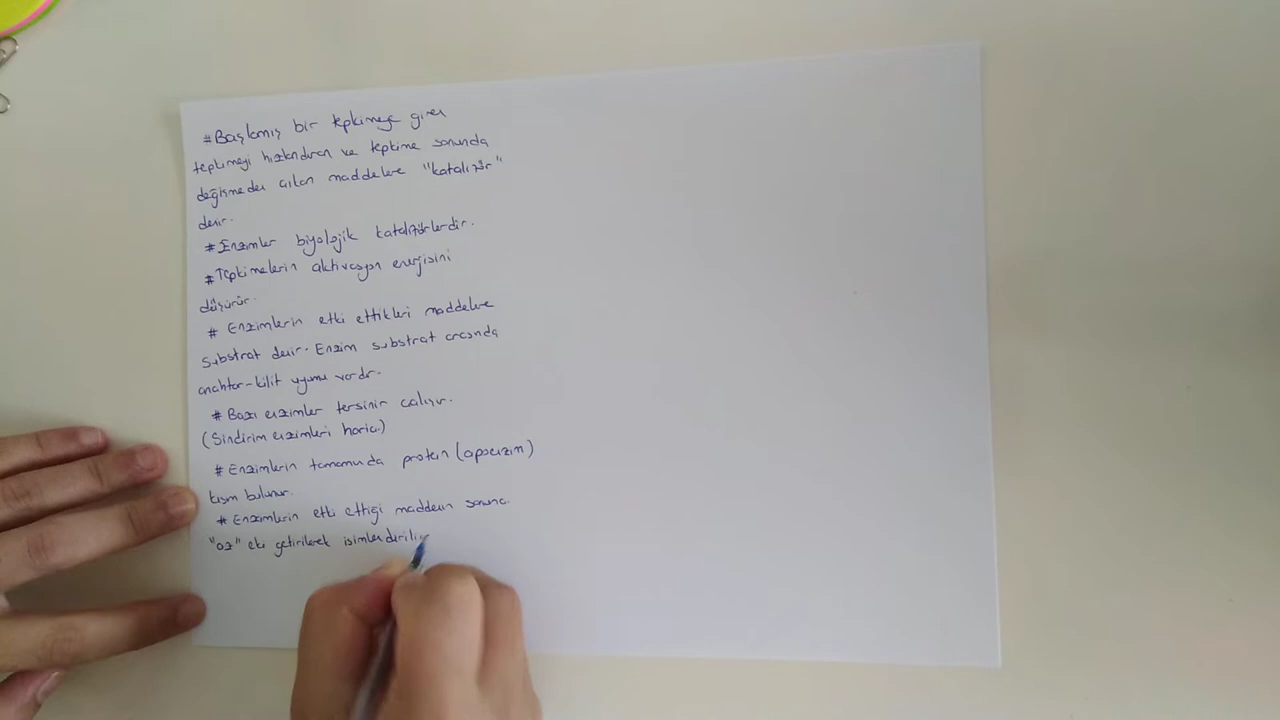 #Başlamış bir tepkimeye giren
tepkimeyi hızlandıran ve tepkime sonunda
değişmeden çıkan maddelere "katalizör"
denir.
#Enzimler biyolojik katalizörlerdir.
#Tepkimelerin aktivasyon enerjisini
düşürür.
# Enzimlerin etki ettikleri maddelere
substrat denir. Enzim substrat arasında
anahtar-kilit uyumu vardır.
# Bazı enzimler tersinir çalışır.
(Sindirim enzimleri hariç)
# Enzimlerin tamamında protein (apoenzim)
kısım bulunur.
# Enzimlerin etki ettiği maddenin sonuna
"az" eki getirilerek isimlendirilir